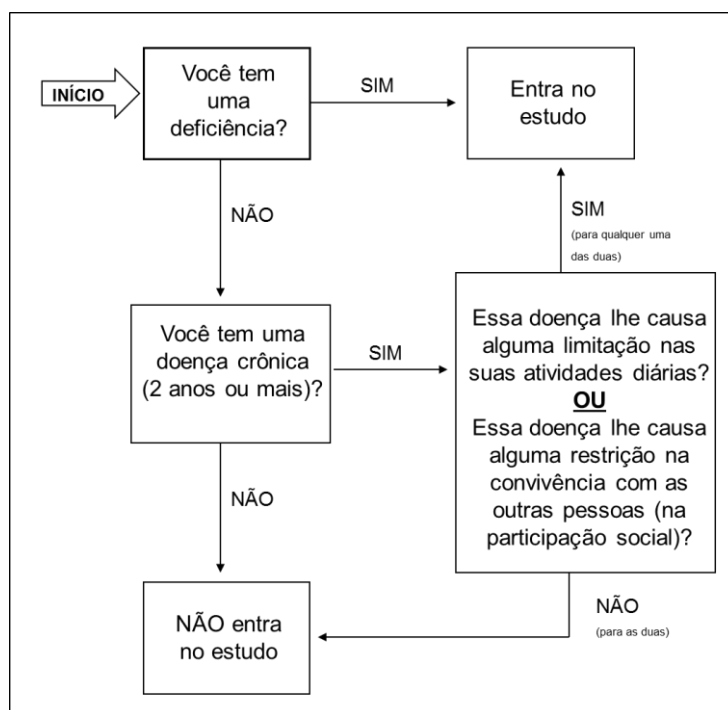 INÍCIO
Você tem
uma
deficiência?
SIM
Entra no
estudo
NÃO
SIM
(para qualquer uma
das duas)
Você tem uma
doença crônica
(2 anos ou mais)?
SIM
Essa doença lhe causa
alguma limitação nas
suas atividades diárias?
OU
Essa doença lhe causa
alguma restrição na
convivência com as
outras pessoas (na
participação social)?
NÃO
NÃO
(para as duas)
NÃO entra
no estudo